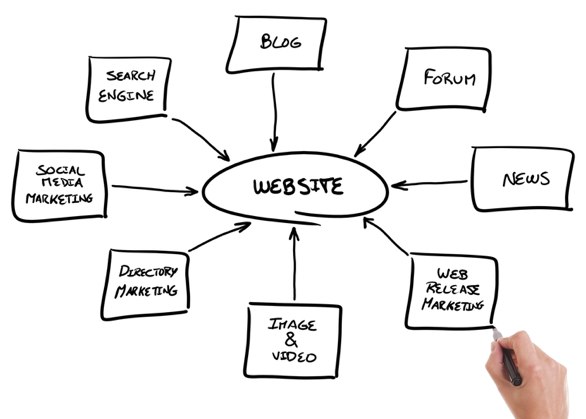 BLOG
SEARCH
ENGINE
FORUM
SOCIAL
MEDIA
MARKETING
WEBSITE
NEWS
DIRECTORY
MARKETING
WEB
RELEASE
MARKETING
IMAGE
&
VIDEO